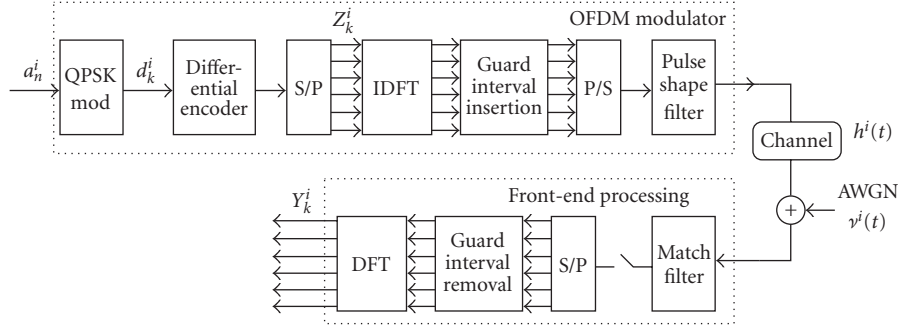 OFDM modulator
a_n^i
QPSK
mod
d_k^i
Differ-
ential
encoder
S/P
Z_k^i
IDFT
Guard
interval
insertion
P/S
Pulse
shape
filter
Channel
h^i(t)
+
AWGN
ν^i(t)
Front-end processing
Y_k^i
DFT
Guard
interval
removal
S/P
Match
filter